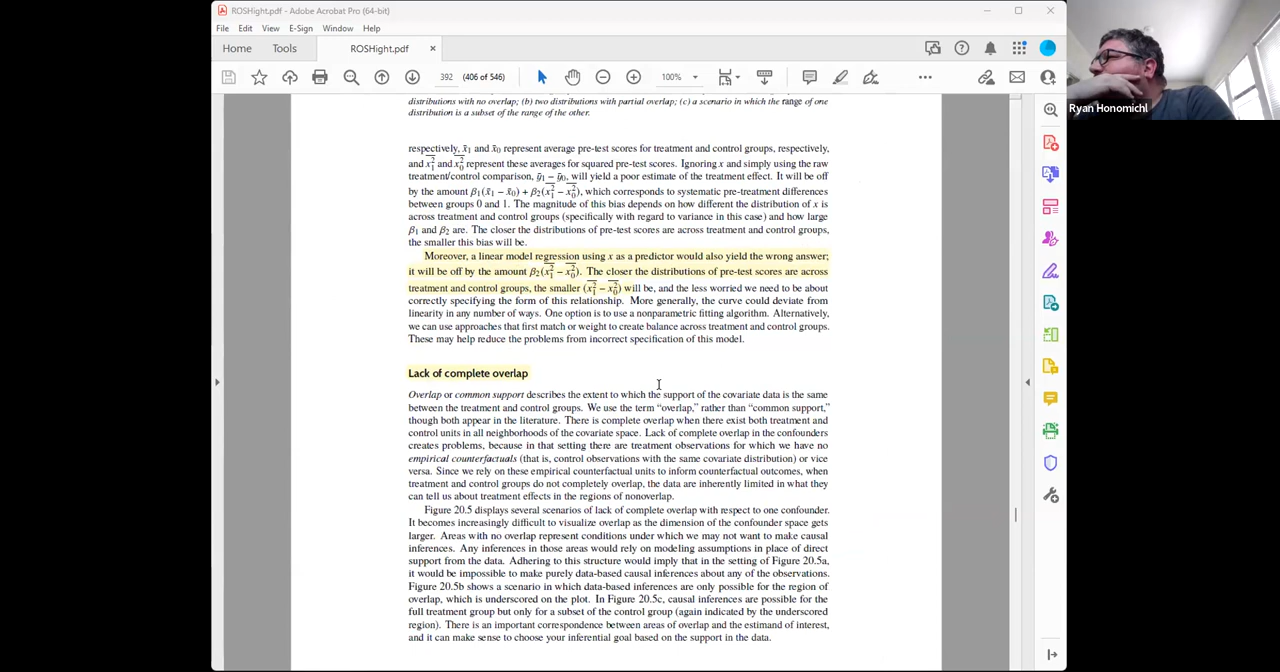 ROSHight.pdf - Adobe Acrobat Pro (64-bit)
File Edit View E-Sign Window Help
Home Tools ROSHight.pdf ×
392 (406 of 546) 100%
Ryan Honomichl
distributions with no overlap; (b) two distributions with partial overlap; (c) a scenario in which the range of one
distribution is a subset of the range of the other.
respectively, x̄₁ and x̄₀ represent average pre-test scores for treatment and control groups, respectively,
and x̄₁² and x̄₀² represent these averages for squared pre-test scores. Ignoring x and simply using the raw
treatment/control comparison, ȳ₁ − ȳ₀, will yield a poor estimate of the treatment effect. It will be off
by the amount β₁(x̄₁ − x̄₀) + β₂(x̄₁² − x̄₀²), which corresponds to systematic pre-treatment differences
between groups 0 and 1. The magnitude of this bias depends on how different the distribution of x is
across treatment and control groups (specifically with regard to variance in this case) and how large
β₁ and β₂ are. The closer the distributions of pre-test scores are across treatment and control groups,
the smaller this bias will be.
Moreover, a linear model regression using x as a predictor would also yield the wrong answer;
it will be off by the amount β₂(x̄₁² − x̄₀²). The closer the distributions of pre-test scores are across
treatment and control groups, the smaller (x̄₁² − x̄₀²) will be, and the less worried we need to be about
correctly specifying the form of this relationship. More generally, the curve could deviate from
linearity in any number of ways. One option is to use a nonparametric fitting algorithm. Alternatively,
we can use approaches that first match or weight to create balance across treatment and control groups.
These may help reduce the problems from incorrect specification of this model.
Lack of complete overlap
Overlap or common support describes the extent to which the support of the covariate data is the same
between the treatment and control groups. We use the term “overlap,” rather than “common support,”
though both appear in the literature. There is complete overlap when there exist both treatment and
control units in all neighborhoods of the covariate space. Lack of complete overlap in the confounders
creates problems, because in that setting there are treatment observations for which we have no
empirical counterfactuals (that is, control observations with the same covariate distribution) or vice
versa. Since we rely on these empirical counterfactual units to inform counterfactual outcomes, when
treatment and control groups do not completely overlap, the data are inherently limited in what they
can tell us about treatment effects in the regions of nonoverlap.
Figure 20.5 displays several scenarios of lack of complete overlap with respect to one confounder.
It becomes increasingly difficult to visualize overlap as the dimension of the confounder space gets
larger. Areas with no overlap represent conditions under which we may not want to make causal
inferences. Any inferences in those areas would rely on modeling assumptions in place of direct
support from the data. Adhering to this structure would imply that in the setting of Figure 20.5a,
it would be impossible to make purely data-based causal inferences about any of the observations.
Figure 20.5b shows a scenario in which data-based inferences are only possible for the region of
overlap, which is underscored on the plot. In Figure 20.5c, causal inferences are possible for the
full treatment group but only for a subset of the control group (again indicated by the underscored
region). There is an important correspondence between areas of overlap and the estimand of interest,
and it can make sense to choose your inferential goal based on the support in the data.